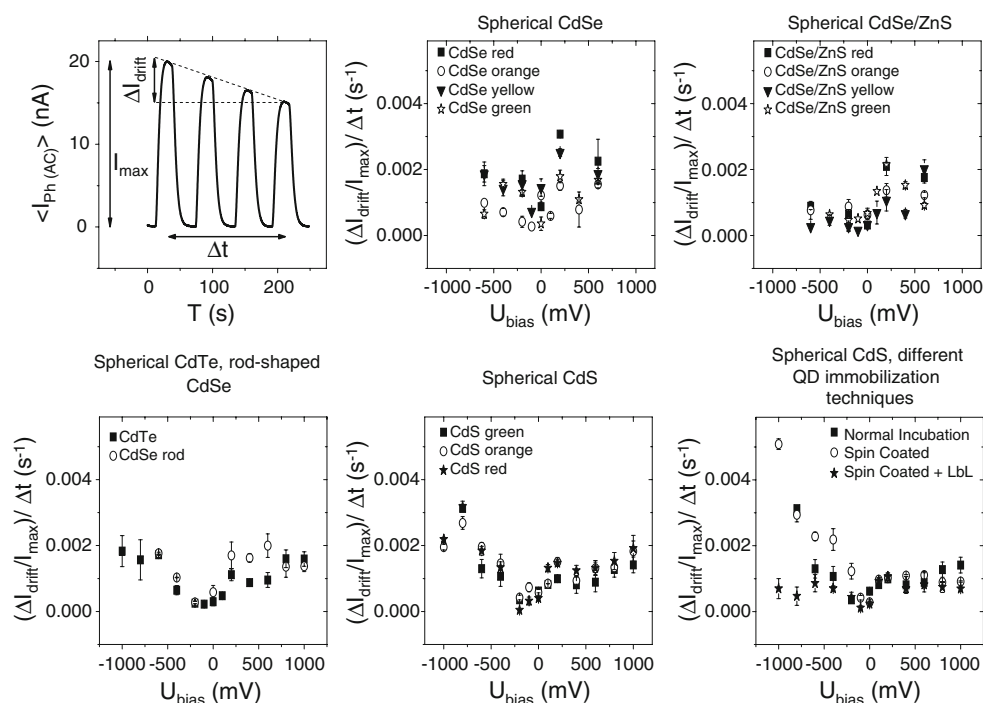 <I_Ph (AC)> (nA)
20
10
0
ΔI_drift
I_max
Δt
0 100 200
T (s)
Spherical CdSe
(ΔI_drift/I_max)/ Δt (s⁻¹)
0.004
0.002
0.000
CdSe red
CdSe orange
CdSe yellow
CdSe green
-1000 -500 0 500 1000
U_bias (mV)
Spherical CdSe/ZnS
(ΔI_drift/I_max)/ Δt (s⁻¹)
0.004
0.002
0.000
CdSe/ZnS red
CdSe/ZnS orange
CdSe/ZnS yellow
CdSe/ZnS green
-1000 -500 0 500 1000
U_bias (mV)
Spherical CdTe, rod-shaped
CdSe
(ΔI_drift/I_max)/ Δt (s⁻¹)
0.004
0.002
0.000
CdTe
CdSe rod
-1000 -500 0 500 1000
U_bias (mV)
Spherical CdS
(ΔI_drift/I_max)/ Δt (s⁻¹)
0.004
0.002
0.000
CdS green
CdS orange
CdS red
-1000 -500 0 500 1000
U_bias (mV)
Spherical CdS, different
QD immobilization
techniques
(ΔI_drift/I_max)/ Δt (s⁻¹)
0.004
0.002
0.000
Normal Incubation
Spin Coated
Spin Coated + LbL
-1000 -500 0 500 1000
U_bias (mV)